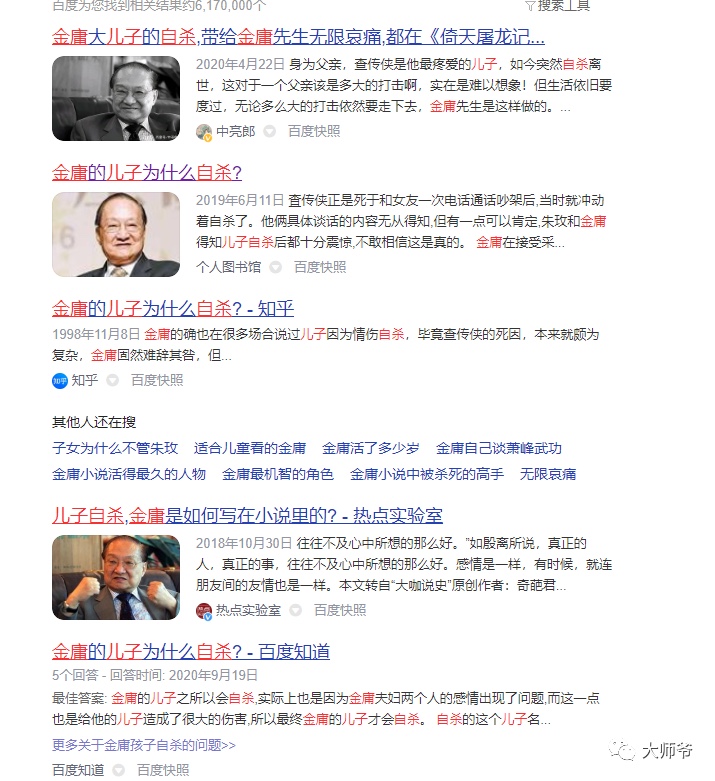 百度为您找到相关结果约6,170,000个
搜索工具
金庸大儿子的自杀,带给金庸先生无限哀痛,都在《倚天屠龙记...
2020年4月22日 身为父亲，查传侠是他最疼爱的儿子，如今突然自杀离
世，这对于一个父亲该是多大的打击啊，实在是难以想象！但生活依旧要
度过，无论多么大的打击依然要走下去，金庸先生是这样做的。...
中亮郎 百度快照
金庸的儿子为什么自杀?
2019年6月11日 查传侠正是死于和女友一次电话通话吵架后,当时就冲动
着自杀了。他俩具体谈话的内容无从得知,但有一点可以肯定,朱玫和金庸
得知儿子自杀后都十分震惊,不敢相信这是真的。 金庸在接受采...
个人图书馆 百度快照
金庸的儿子为什么自杀? - 知乎
1998年11月8日 金庸的确也在很多场合说过儿子因为情伤自杀，毕竟查传侠的死因，本来就颇为
复杂，金庸固然难辞其咎，但...
知乎 知乎 百度快照
其他人还在搜
子女为什么不管朱玫 适合儿童看的金庸 金庸活了多少岁 金庸自己谈萧峰武功
金庸小说活得最久的人物 金庸最机智的角色 金庸小说中被杀死的高手 无限哀痛
儿子自杀,金庸是如何写在小说里的? - 热点实验室
2018年10月30日 往往不及心中所想的那么好。”如殷离所说，真正的
人，真正的事，往往不及心中所想的那么好。感情是一样，有时候，就连
朋友间的友情也是一样。本文转自“大咖说史”原创作者：奇葩君...
热点实验室 百度快照
金庸的儿子为什么自杀? - 百度知道
5个回答 - 回答时间: 2020年9月19日
最佳答案: 金庸的儿子之所以会自杀,实际上也是因为金庸夫妇两个人的感情出现了问题,而这一点
也是给他的儿子造成了很大的伤害,所以最终金庸的儿子才会自杀。 自杀的这个儿子名...
更多关于金庸孩子自杀的问题>>
百度知道 百度快照
大师爷